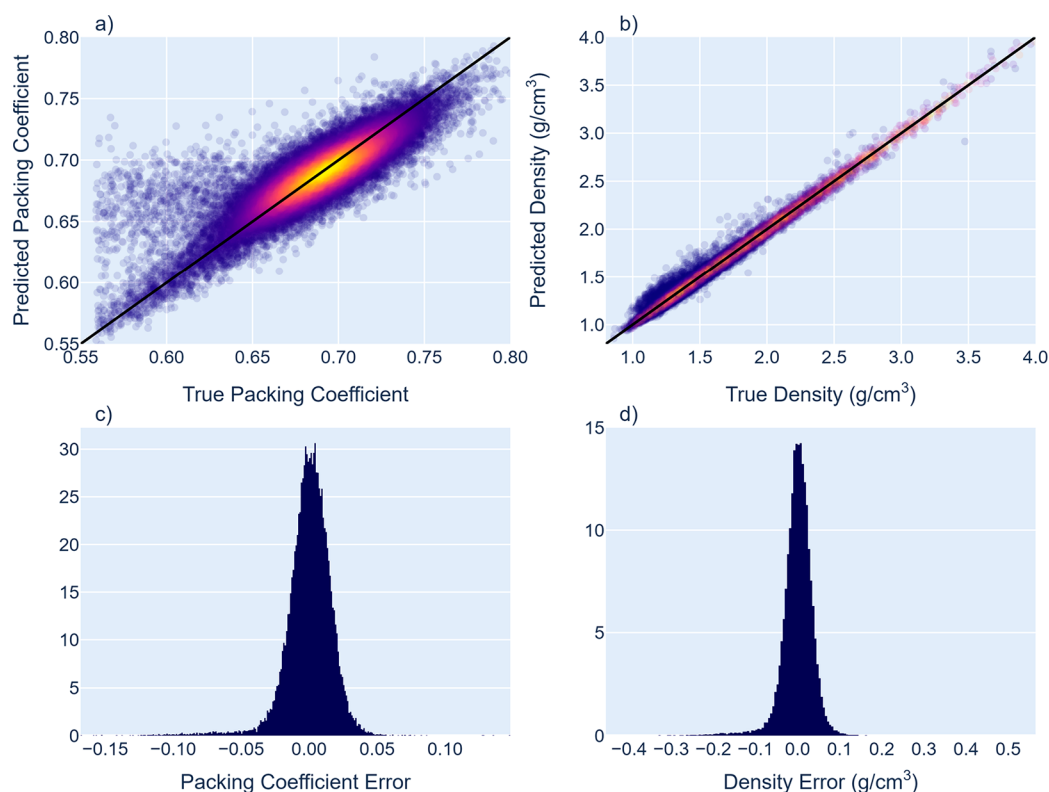 a)
0.80
0.75
0.70
0.65
0.60
0.55
Predicted Packing Coefficient
0.55 0.60 0.65 0.70 0.75 0.80
True Packing Coefficient
b)
4.0
3.5
3.0
2.5
2.0
1.5
1.0
Predicted Density (g/cm³)
1.0 1.5 2.0 2.5 3.0 3.5 4.0
True Density (g/cm³)
c)
30
25
20
15
10
5
0
−0.15 −0.10 −0.05 0.00 0.05 0.10
Packing Coefficient Error
d)
15
10
5
0
−0.4 −0.3 −0.2 −0.1 0.0 0.1 0.2 0.3 0.4 0.5
Density Error (g/cm³)